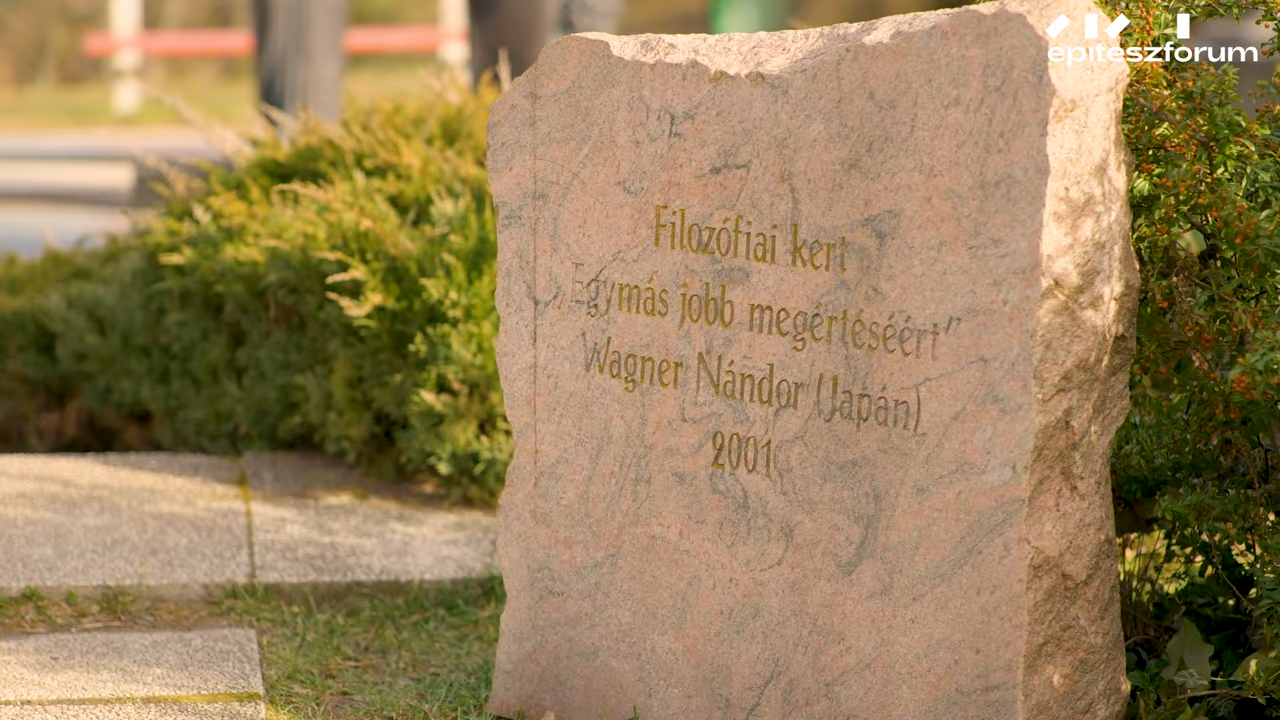 epiteszforum
Filozófiai kert
„Egymás jobb megértéséért”
Wagner Nándor (Japán)
2001